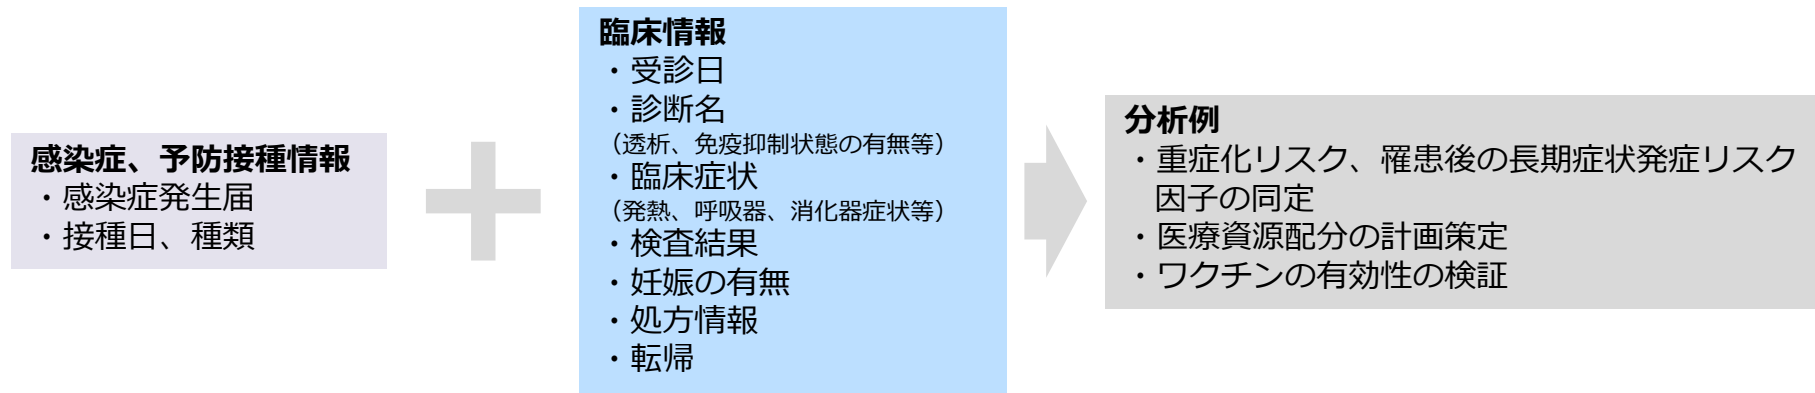 感染症、予防接種情報
・感染症発生届
・接種日、種類
臨床情報
・受診日
・診断名
（透析、免疫抑制状態の有無等）
・臨床症状
（発熱、呼吸器、消化器症状等）
・検査結果
・妊娠の有無
・処方情報
・転帰
分析例
・重症化リスク、罹患後の長期症状発症リスク
因子の同定
・医療資源配分の計画策定
・ワクチンの有効性の検証